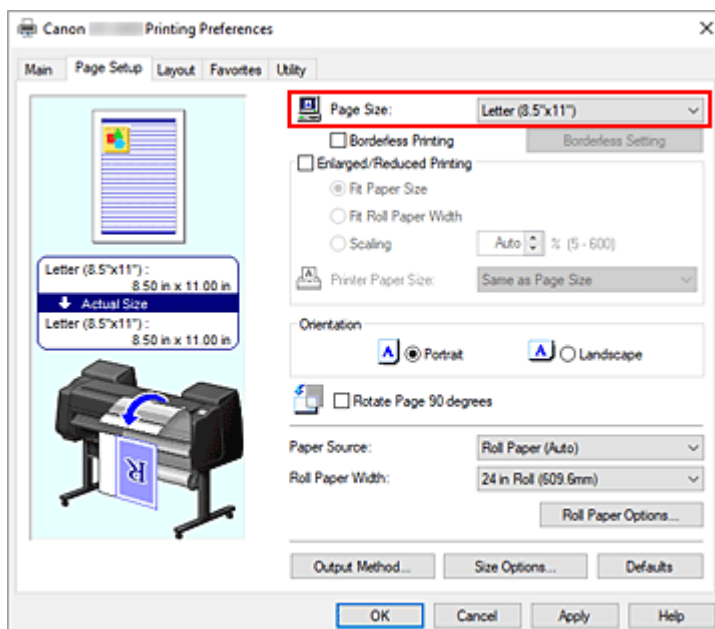 Canon Printing Preferences
Main Page Setup Layout Favorites Utility
Page Size: Letter (8.5"x11")
Borderless Printing Borderless Setting
Enlarged/Reduced Printing
Fit Paper Size
Fit Roll Paper Width
Scaling Auto % (5 - 600)
Printer Paper Size: Same as Page Size
Letter (8.5"x11") :
8.50 in x 11.00 in
Actual Size
Letter (8.5"x11") :
8.50 in x 11.00 in
Orientation
A Portrait A Landscape
Rotate Page 90 degrees
R
Paper Source: Roll Paper (Auto)
Roll Paper Width: 24 in Roll (609.6mm)
Roll Paper Options...
Output Method... Size Options... Defaults
OK Cancel Apply Help